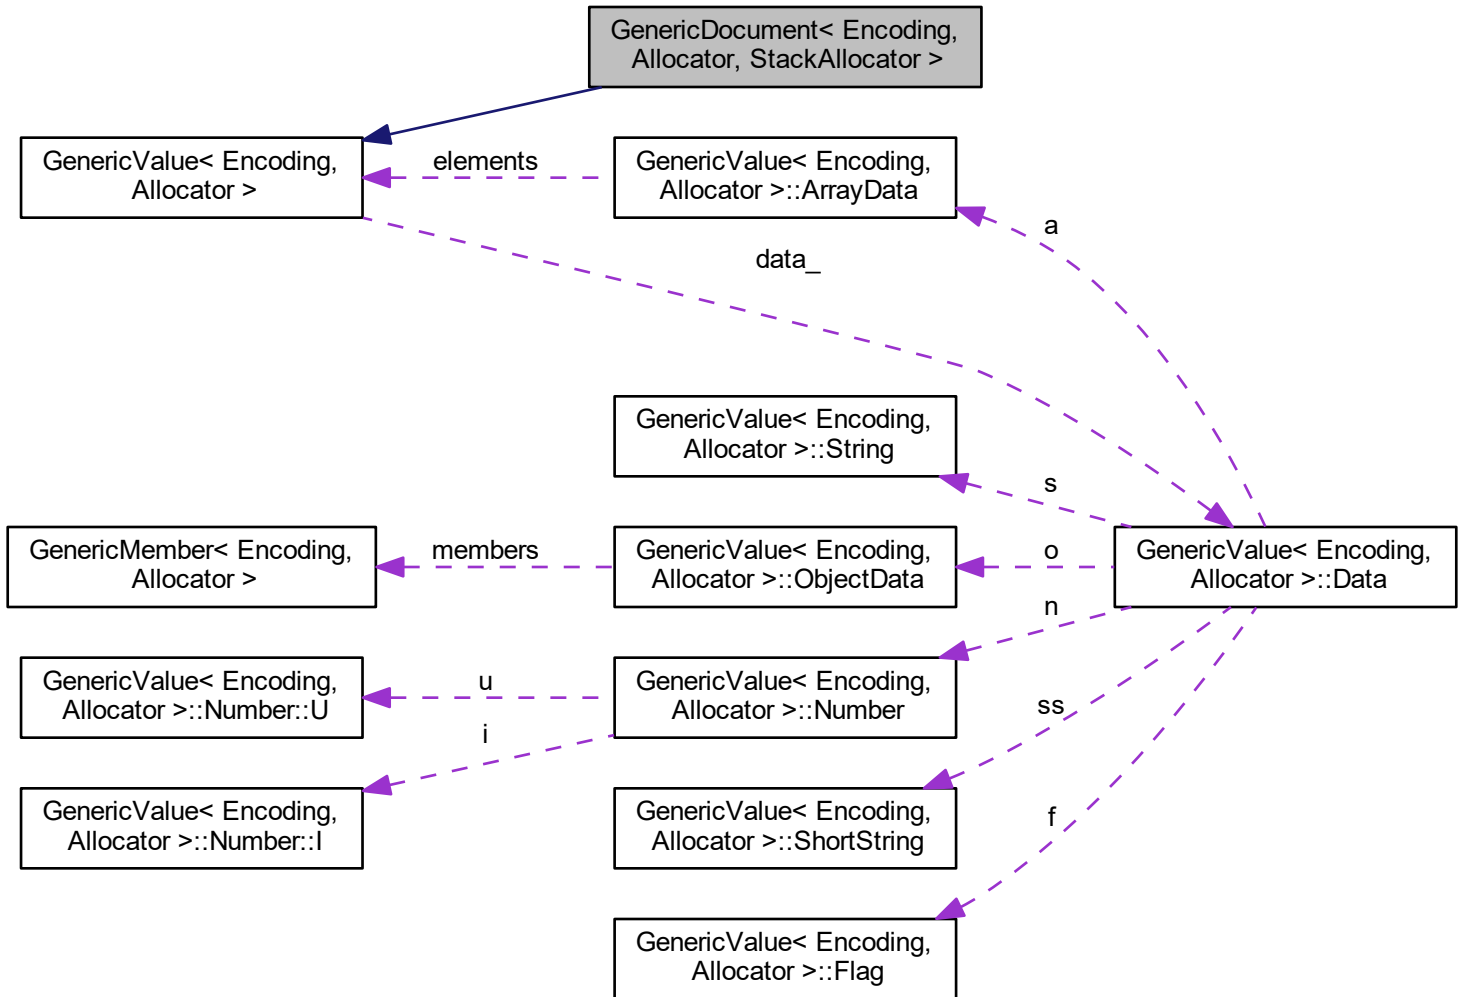 GenericDocument< Encoding,
Allocator, StackAllocator >
GenericValue< Encoding,
Allocator >
elements
GenericValue< Encoding,
Allocator >::ArrayData
a
data_
GenericValue< Encoding,
Allocator >::String
s
GenericMember< Encoding,
Allocator >
members
GenericValue< Encoding,
Allocator >::ObjectData
o
GenericValue< Encoding,
Allocator >::Data
n
GenericValue< Encoding,
Allocator >::Number::U
u
GenericValue< Encoding,
Allocator >::Number
ss
i
GenericValue< Encoding,
Allocator >::Number::I
GenericValue< Encoding,
Allocator >::ShortString
f
GenericValue< Encoding,
Allocator >::Flag